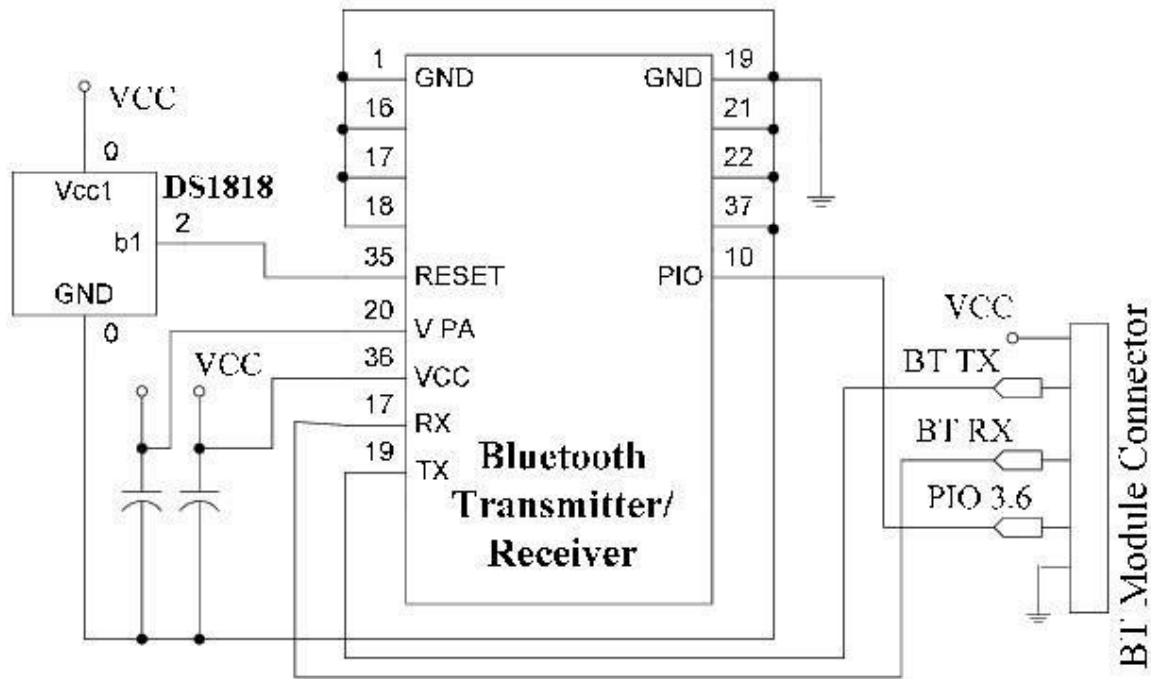 VCC
0
Vcc1
DS1818
b1
2
GND
0
VCC
1
GND
16
17
18
35
RESET
20
V PA
36
VCC
17
RX
19
TX
Bluetooth
Transmitter/
Receiver
19
GND
21
22
37
10
PIO
VCC
BT TX
BT RX
PIO 3.6
BT Module Connector